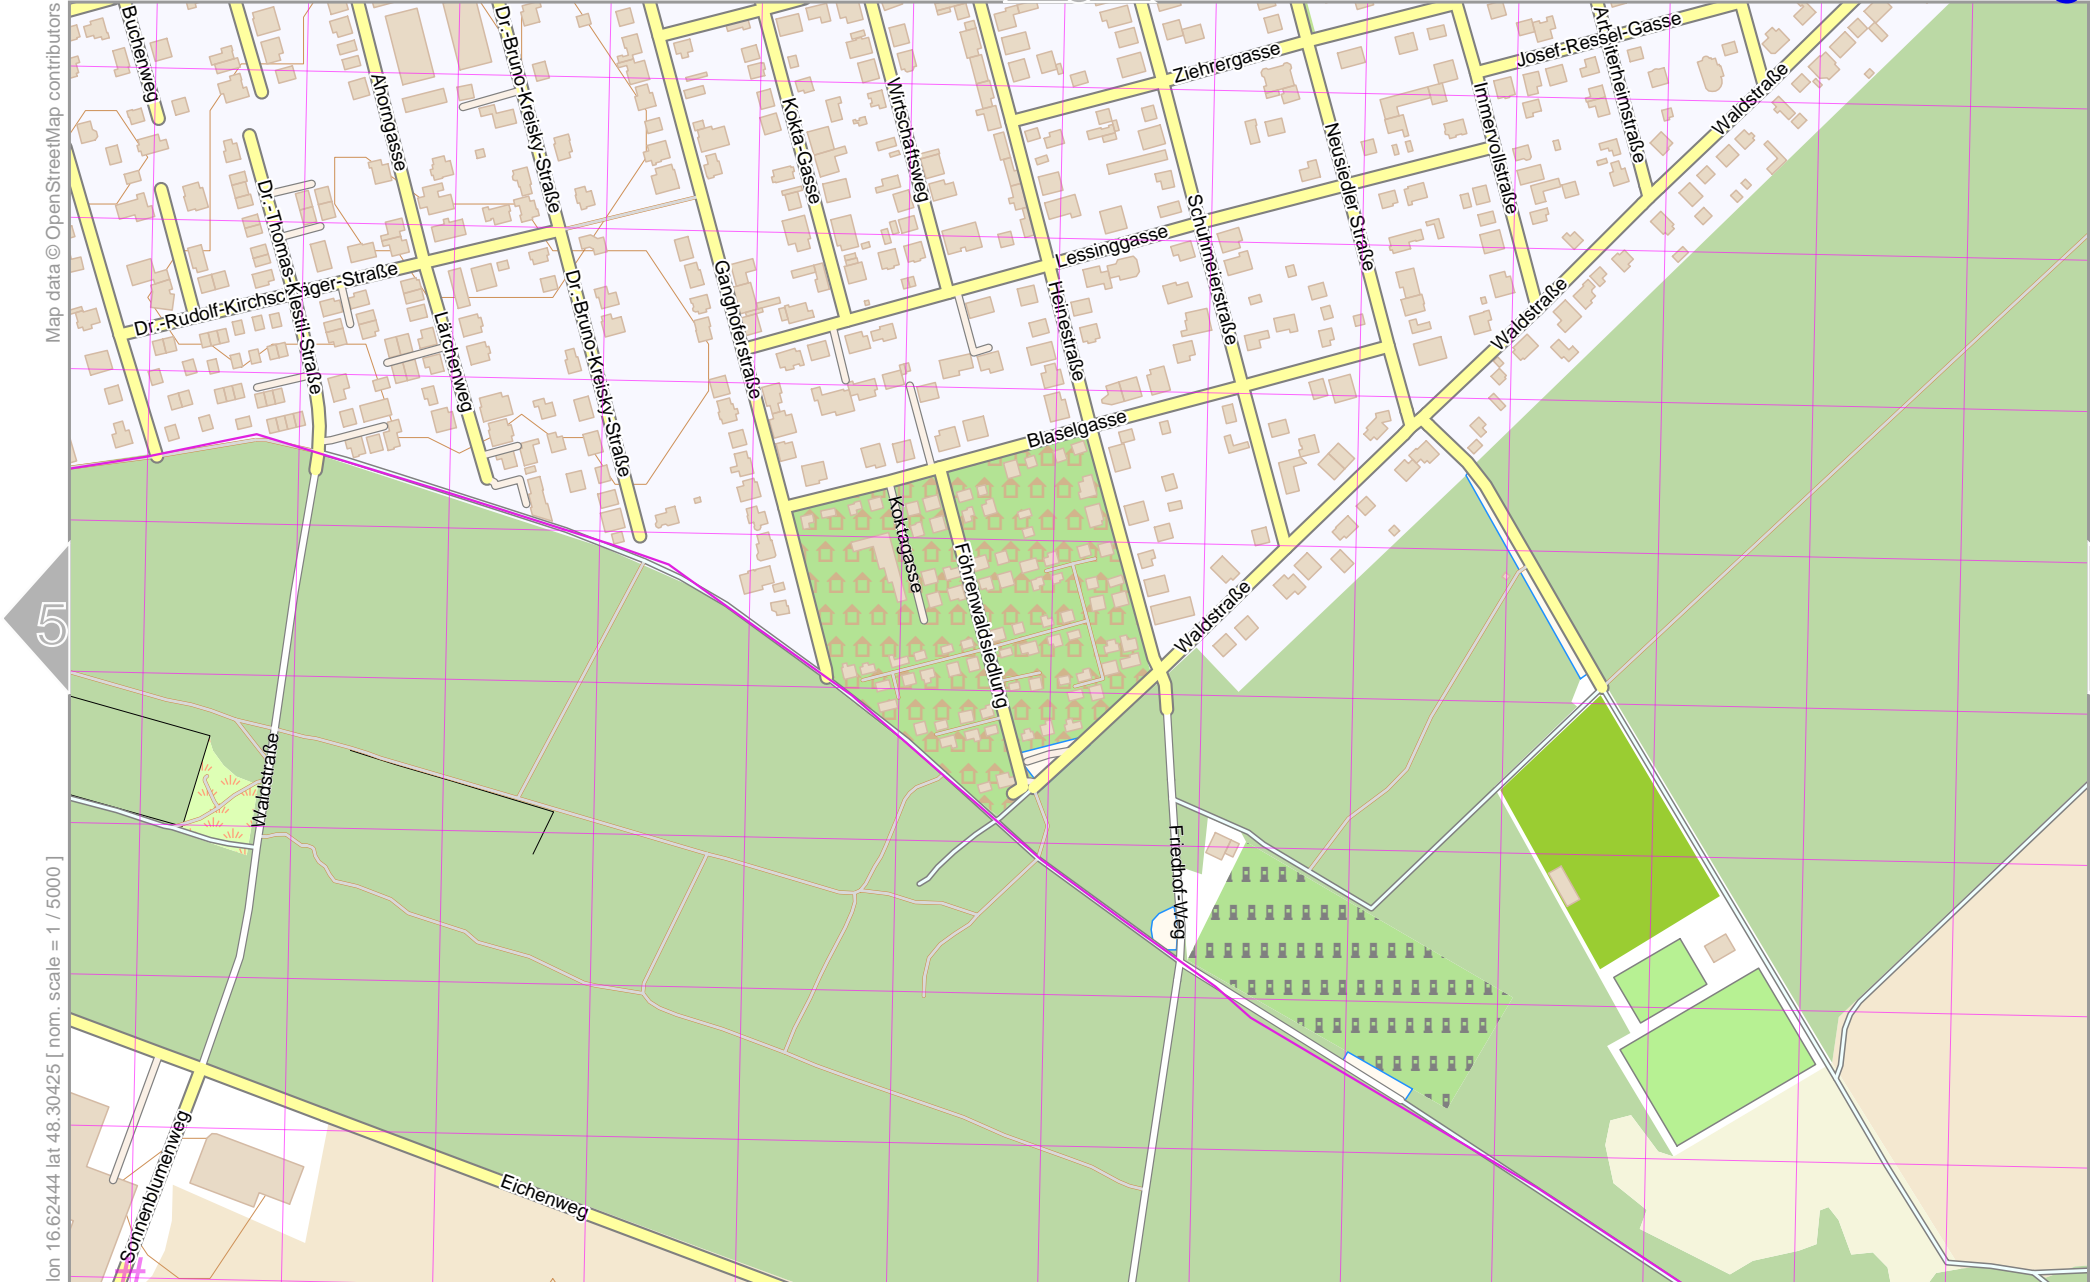 Map data © OpenStreetMap contributors
lon 16.62444 lat 48.30425 [ nom. scale = 1 / 5000 ]
5
Buchenweg
Ahorngasse
Dr.-Bruno-Kreisky-Straße
Kokta-Gasse
Wirtschaftsweg
Ziehrergasse
Josef-Ressel-Gasse
Arbeiterheimstraße
Waldstraße
Immervollstraße
Neusiedler Straße
Schuhmeierstraße
Lessinggasse
Dr.-Thomas-Klestil-Straße
Dr.-Rudolf-Kirchschläger-Straße
Lärchenweg
Dr.-Bruno-Kreisky-Straße
Ganghoferstraße
Heinestraße
Waldstraße
Blaselgasse
Koktagasse
Föhrenwaldsiedlung
Waldstraße
Waldstraße
Friedhof-Weg
Sonnenblumenweg
Eichenweg